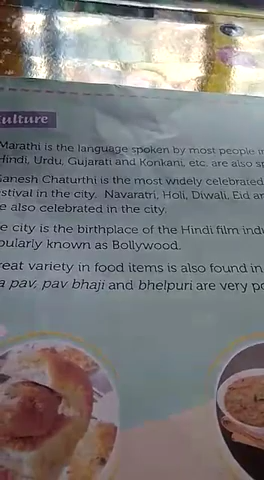 ulture
Marathi is the language spoken by most people
Hindi, Urdu, Gujarati and Konkani, etc. are also
Ganesh Chaturthi is the most widely celebrated
stival in the city. Navaratri, Holi, Diwali, Eid
e also celebrated in the city.
e city is the birthplace of the Hindi film
pularly known as Bollywood.
reat variety in food items is also found in
a pav, pav bhaji and bhelpuri are very